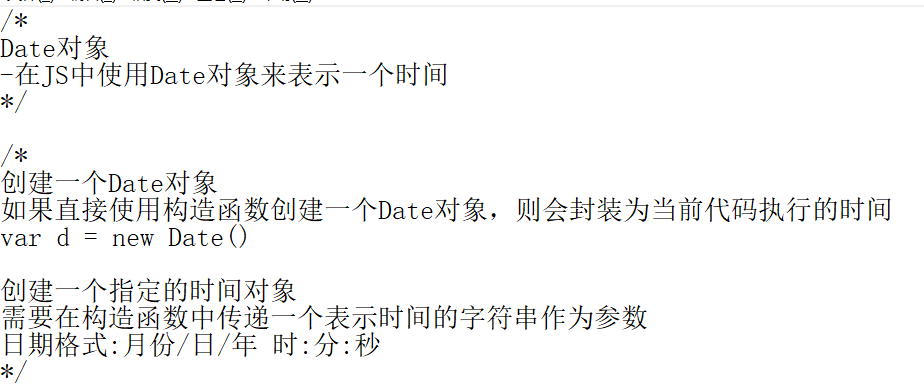 /*
Date对象
-在JS中使用Date对象来表示一个时间
*/
/*
创建一个Date对象
如果直接使用构造函数创建一个Date对象，则会封装为当前代码执行的时间
var d = new Date()
创建一个指定的时间对象
需要在构造函数中传递一个表示时间的字符串作为参数
日期格式:月份/日/年 时:分:秒
*/